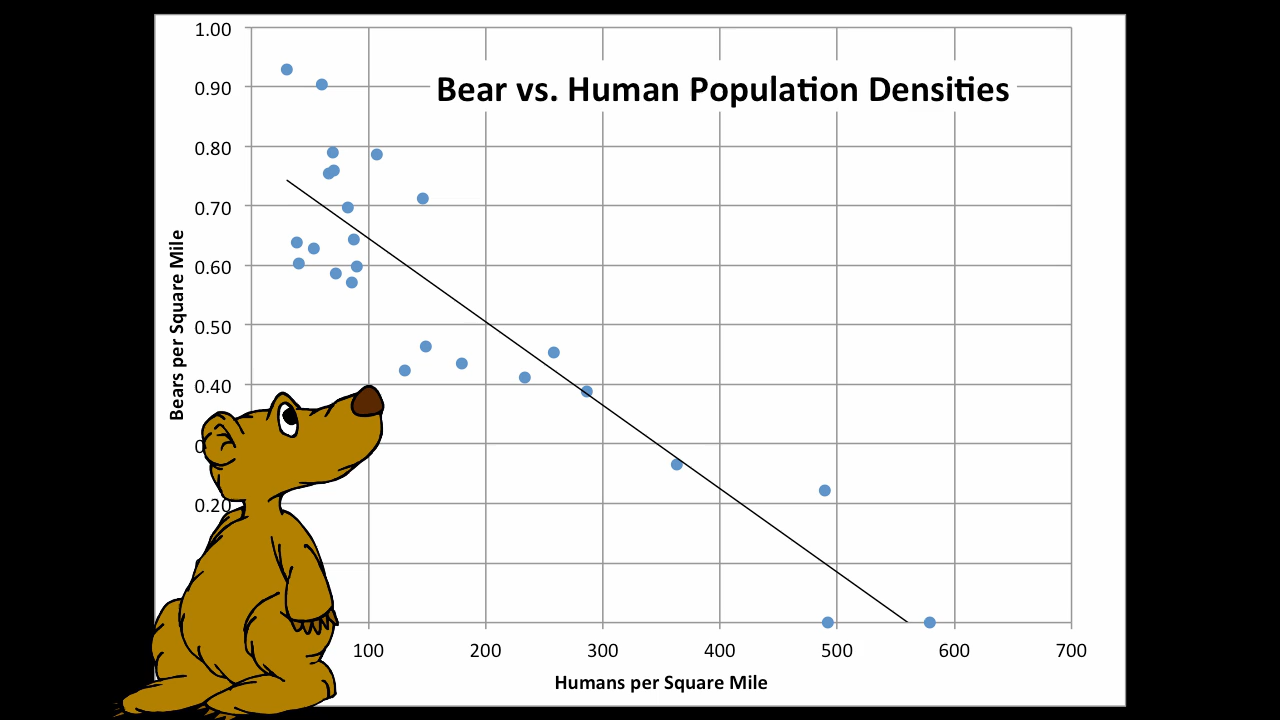 Bear vs. Human Population Densities
Bears per Square Mile
1.00
0.90
0.80
0.70
0.60
0.50
0.40
0.20
100 200 300 400 500 600 700
Humans per Square Mile